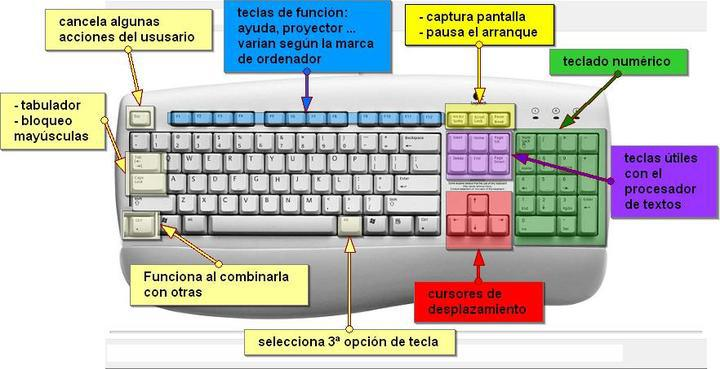 cancela algunas
acciones del ususario
teclas de función:
ayuda, proyector ...
varían según la marca
de ordenador
- captura pantalla
- pausa el arranque
teclado numérico
- tabulador
- bloqueo
mayúsculas
teclas útiles
con el
procesador
de textos
Funciona al combinarla
con otras
cursores de
desplazamiento
selecciona 3ª opción de tecla
Q W E R T Y U I O P
A S D F G H J K L
Z X C V B N M